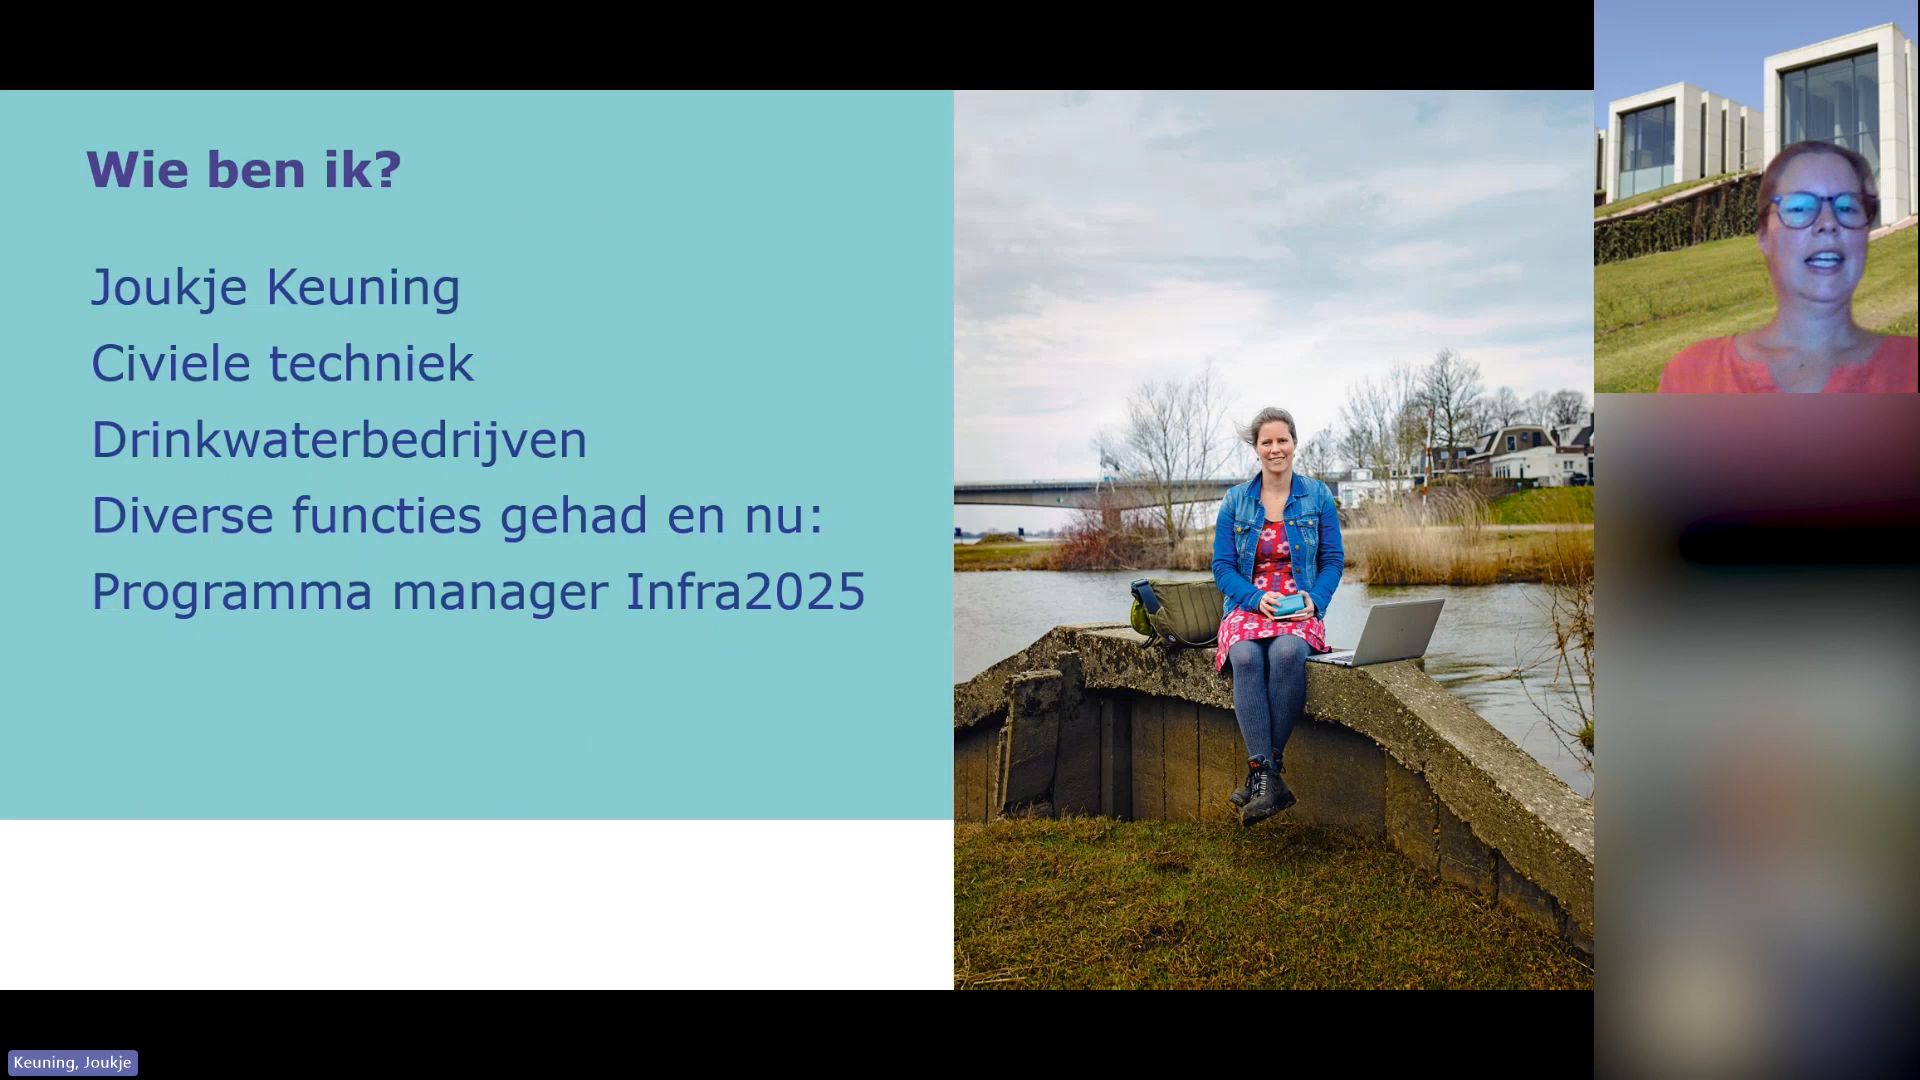 Wie ben ik?
Joukje Keuning
Civiele techniek
Drinkwaterbedrijven
Diverse functies gehad en nu:
Programma manager Infra2025
Keuning, Joukje